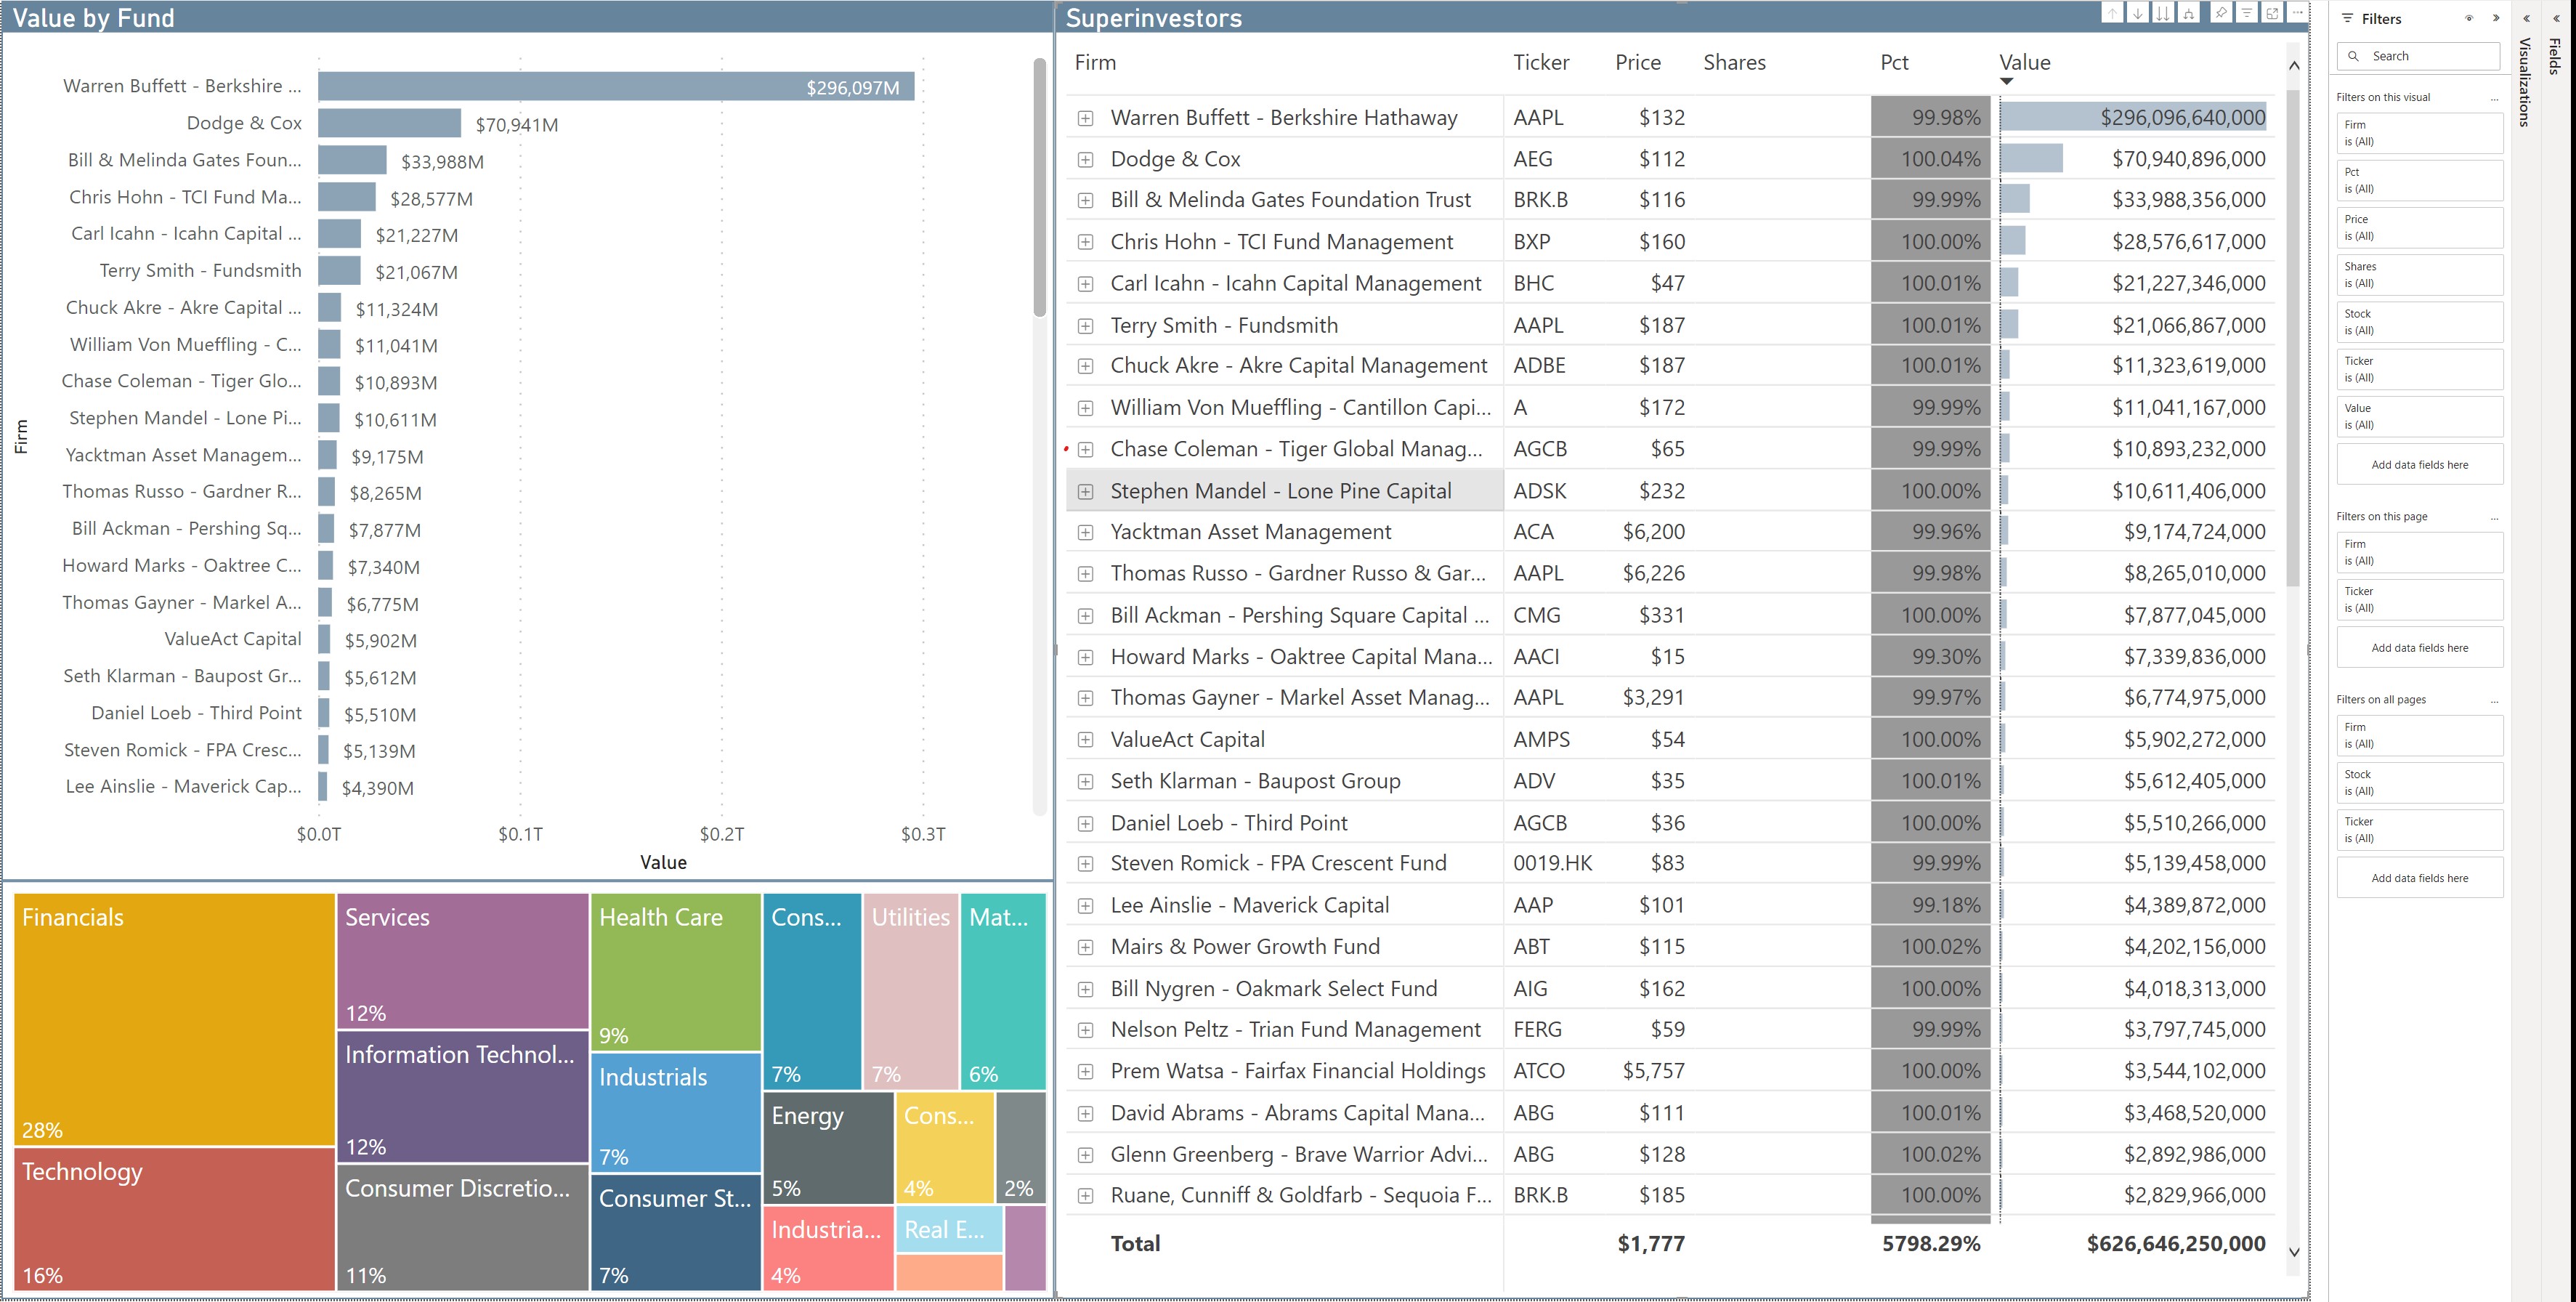 Value by Fund
Firm
Warren Buffett - Berkshire ... $296,097M
Dodge & Cox $70,941M
Bill & Melinda Gates Foun... $33,988M
Chris Hohn - TCI Fund Ma... $28,577M
Carl Icahn - Icahn Capital ... $21,227M
Terry Smith - Fundsmith $21,067M
Chuck Akre - Akre Capital ... $11,324M
William Von Mueffling - C... $11,041M
Chase Coleman - Tiger Glo... $10,893M
Stephen Mandel - Lone Pi... $10,611M
Yacktman Asset Managem... $9,175M
Thomas Russo - Gardner R... $8,265M
Bill Ackman - Pershing Sq... $7,877M
Howard Marks - Oaktree C... $7,340M
Thomas Gayner - Markel A... $6,775M
ValueAct Capital $5,902M
Seth Klarman - Baupost Gr... $5,612M
Daniel Loeb - Third Point $5,510M
Steven Romick - FPA Cresc... $5,139M
Lee Ainslie - Maverick Cap... $4,390M
$0.0T $0.1T $0.2T $0.3T
Value
Financials
28%
Technology
16%
Services
12%
Information Technol...
12%
Consumer Discretio...
11%
Health Care
9%
Industrials
7%
Consumer St...
7%
Cons...
7%
Utilities
7%
Mat...
6%
Energy
5%
Cons...
4%
2%
Industria...
4%
Real E...
Superinvestors
Firm Ticker Price Shares Pct Value
Warren Buffett - Berkshire Hathaway AAPL $132 99.98% $296,096,640,000
Dodge & Cox AEG $112 100.04% $70,940,896,000
Bill & Melinda Gates Foundation Trust BRK.B $116 99.99% $33,988,356,000
Chris Hohn - TCI Fund Management BXP $160 100.00% $28,576,617,000
Carl Icahn - Icahn Capital Management BHC $47 100.01% $21,227,346,000
Terry Smith - Fundsmith AAPL $187 100.01% $21,066,867,000
Chuck Akre - Akre Capital Management ADBE $187 100.01% $11,323,619,000
William Von Mueffling - Cantillon Capi... A $172 99.99% $11,041,167,000
Chase Coleman - Tiger Global Manag... AGCB $65 99.99% $10,893,232,000
Stephen Mandel - Lone Pine Capital ADSK $232 100.00% $10,611,406,000
Yacktman Asset Management ACA $6,200 99.96% $9,174,724,000
Thomas Russo - Gardner Russo & Gar... AAPL $6,226 99.98% $8,265,010,000
Bill Ackman - Pershing Square Capital ... CMG $331 100.00% $7,877,045,000
Howard Marks - Oaktree Capital Mana... AACI $15 99.30% $7,339,836,000
Thomas Gayner - Markel Asset Manag... AAPL $3,291 99.97% $6,774,975,000
ValueAct Capital AMPS $54 100.00% $5,902,272,000
Seth Klarman - Baupost Group ADV $35 100.01% $5,612,405,000
Daniel Loeb - Third Point AGCB $36 100.00% $5,510,266,000
Steven Romick - FPA Crescent Fund 0019.HK $83 99.99% $5,139,458,000
Lee Ainslie - Maverick Capital AAP $101 99.18% $4,389,872,000
Mairs & Power Growth Fund ABT $115 100.02% $4,202,156,000
Bill Nygren - Oakmark Select Fund AIG $162 100.00% $4,018,313,000
Nelson Peltz - Trian Fund Management FERG $59 99.99% $3,797,745,000
Prem Watsa - Fairfax Financial Holdings ATCO $5,757 100.00% $3,544,102,000
David Abrams - Abrams Capital Mana... ABG $111 100.01% $3,468,520,000
Glenn Greenberg - Brave Warrior Advi... ABG $128 100.02% $2,892,986,000
Ruane, Cunniff & Goldfarb - Sequoia F... BRK.B $185 100.00% $2,829,966,000
Total $1,777 5798.29% $626,646,250,000
Filters
Search
Filters on this visual ...
Firm
is (All)
Pct
is (All)
Price
is (All)
Shares
is (All)
Stock
is (All)
Ticker
is (All)
Value
is (All)
Add data fields here
Filters on this page ...
Firm
is (All)
Ticker
is (All)
Add data fields here
Filters on all pages ...
Firm
is (All)
Stock
is (All)
Ticker
is (All)
Add data fields here
Visualizations
Fields